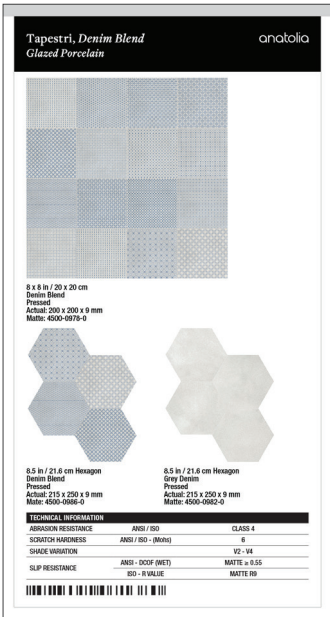 Tapestri, Denim Blend
Glazed Porcelain
anatolia
8 x 8 in / 20 x 20 cm
Denim Blend
Pressed
Actual: 200 x 200 x 9 mm
Matte: 4500-0978-0
8.5 in / 21.6 cm Hexagon
Denim Blend
Pressed
Actual: 215 x 250 x 9 mm
Mate: 4500-0986-0
8.5 in / 21.6 cm Hexagon
Grey Denim
Pressed
Actual; 215 x 250 x 9 mm
Matte: 4500-0982-0
TECHNICAL INFORMATION
ABRASION RESISTANCE ANSI / ISO CLASS 4
SCRATCH HARDNESS ANSI / ISO - (Mohs) 6
SHADE VARIATION V2 - V4
SLIP RESISTANCE ANSI - DCOF (WET) MATTE ≥ 0.55
ISO - R VALUE MATTE R9